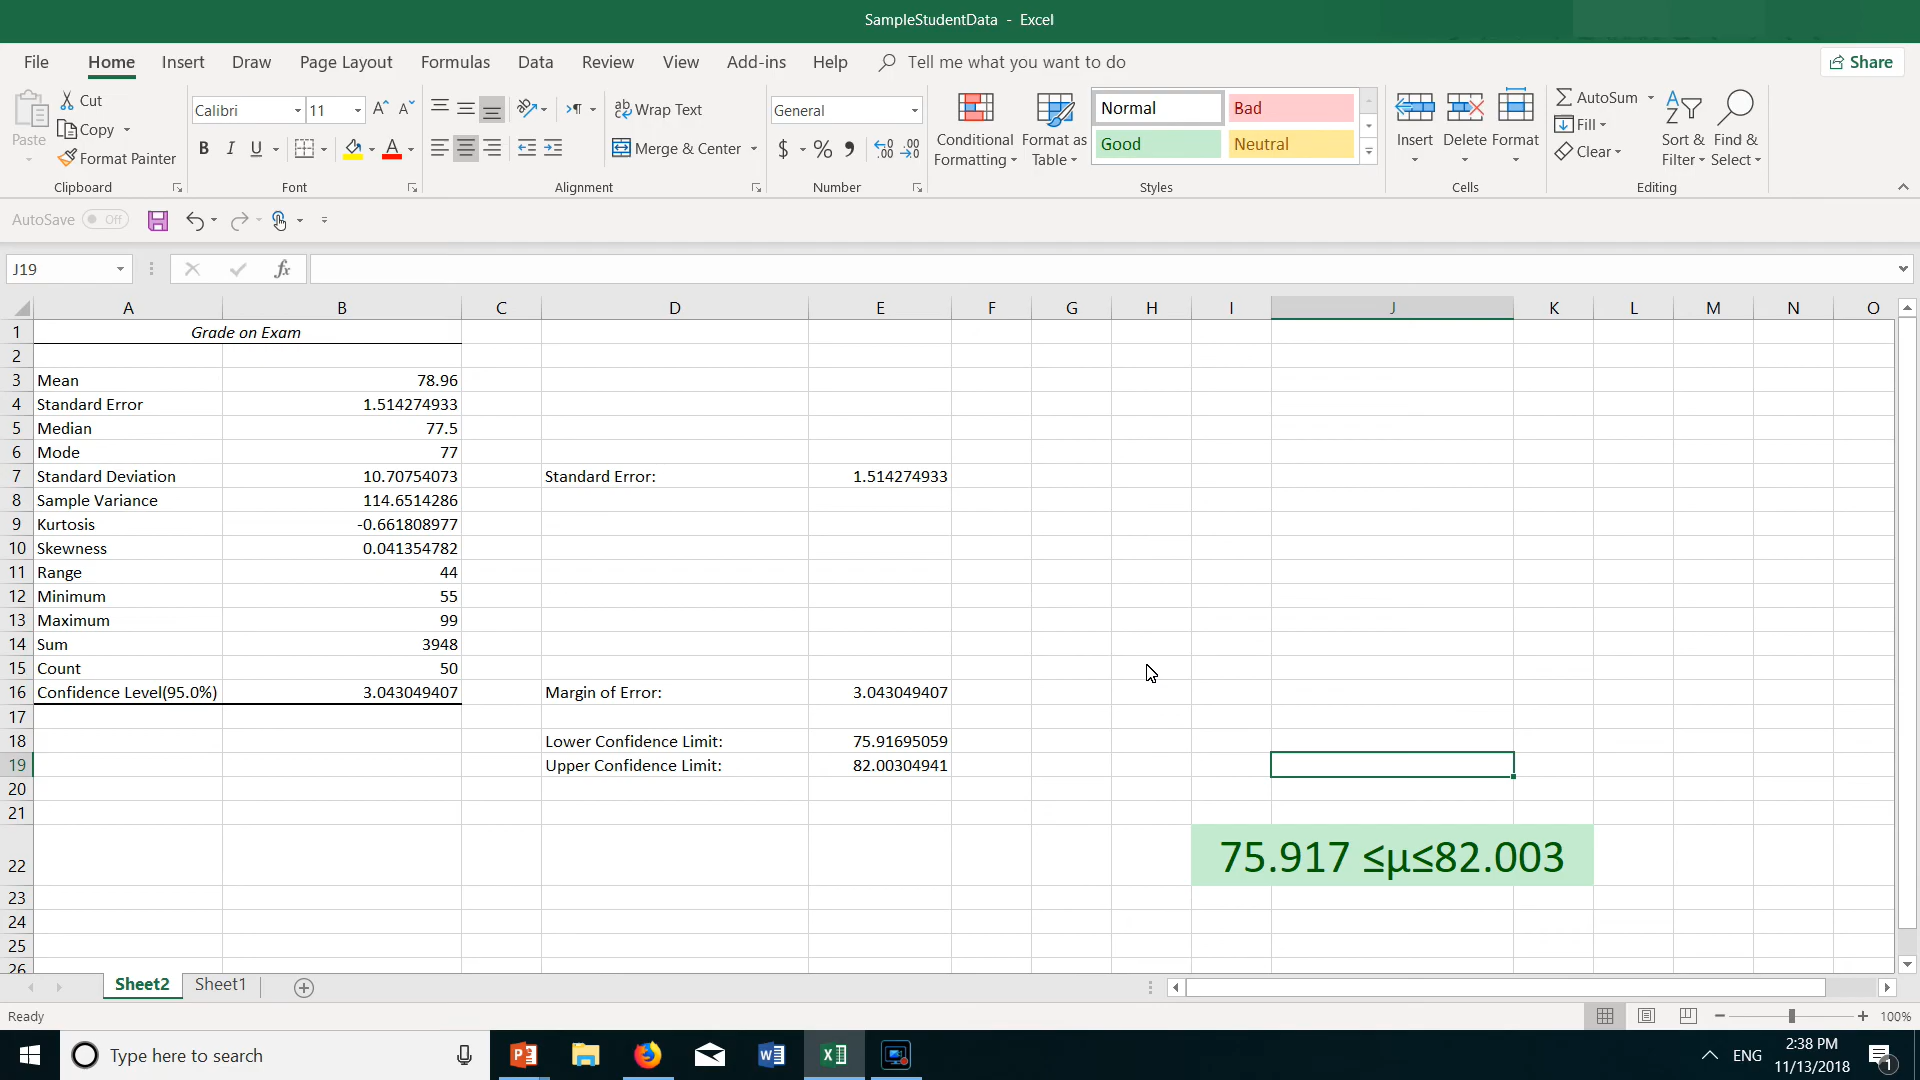 SampleStudentData - Excel
File Home Insert Draw Page Layout Formulas Data Review View Add-ins Help Tell me what you want to do Share
Paste Cut Copy Format Painter Clipboard
Calibri 11 B I U A Font
Wrap Text Merge & Center Alignment
General $ % Number
Conditional Formatting Format as Table Normal Bad Good Neutral Styles
Insert Delete Format Cells
AutoSum Fill Clear Sort & Filter Find & Select Editing
AutoSave Off
J19 fx
A B C D E F G H I J K L M N O
1 Grade on Exam
2
3 Mean 78.96
4 Standard Error 1.514274933
5 Median 77.5
6 Mode 77
7 Standard Deviation 10.70754073 Standard Error: 1.514274933
8 Sample Variance 114.6514286
9 Kurtosis -0.661808977
10 Skewness 0.041354782
11 Range 44
12 Minimum 55
13 Maximum 99
14 Sum 3948
15 Count 50
16 Confidence Level(95.0%) 3.043049407 Margin of Error: 3.043049407
17
18 Lower Confidence Limit: 75.91695059
19 Upper Confidence Limit: 82.00304941
20
21
22 75.917 ≤μ≤82.003
23
24
25
26
Sheet2 Sheet1
Ready 100%
Type here to search ENG 2:38 PM
11/13/2018 1